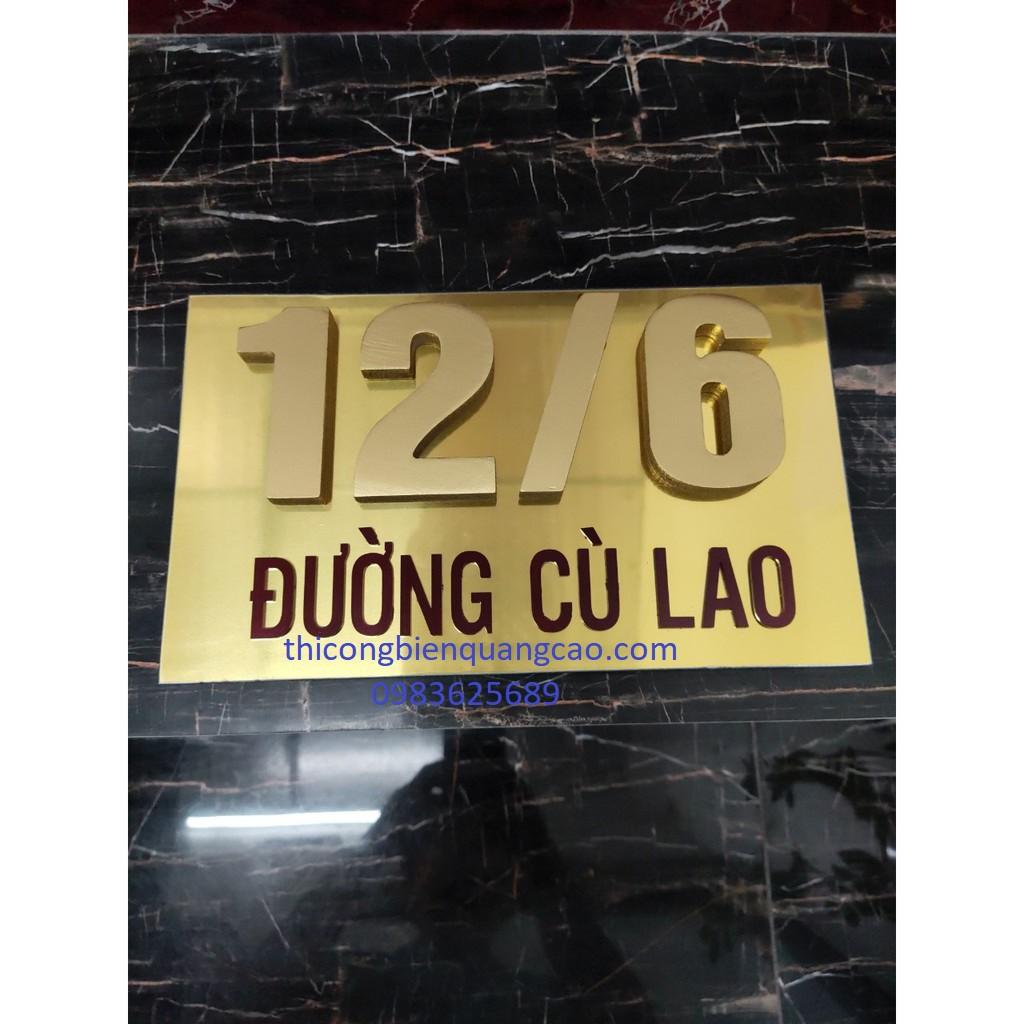 12/6
ĐƯỜNG CÙ LAO
thicongbienquangcao.com
0983625689